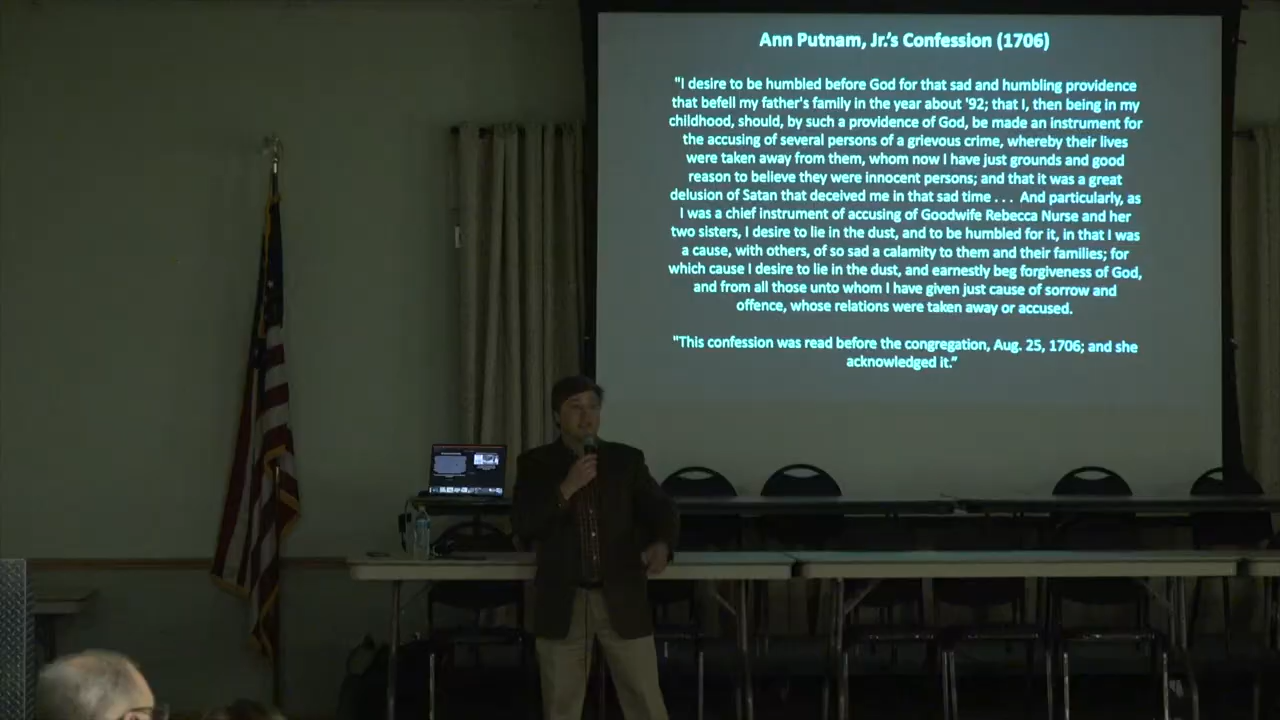 Ann Putnam, Jr.'s Confession (1706)
"I desire to be humbled before God for that sad and humbling providence
that befell my father's family in the year about '92; that I, then being in my
childhood, should, by such a providence of God, be made an instrument for
the accusing of several persons of a grievous crime, whereby their lives
were taken away from them, whom now I have just grounds and good
reason to believe they were innocent persons; and that it was a great
delusion of Satan that deceived me in that sad time . . .  And particularly, as
I was a chief instrument of accusing of Goodwife Rebecca Nurse and her
two sisters, I desire to lie in the dust, and to be humbled for it, in that I was
a cause, with others, of so sad a calamity to them and their families; for
which cause I desire to lie in the dust, and earnestly beg forgiveness of God,
and from all those unto whom I have given just cause of sorrow and
offence, whose relations were taken away or accused.
"This confession was read before the congregation, Aug. 25, 1706; and she
acknowledged it.”